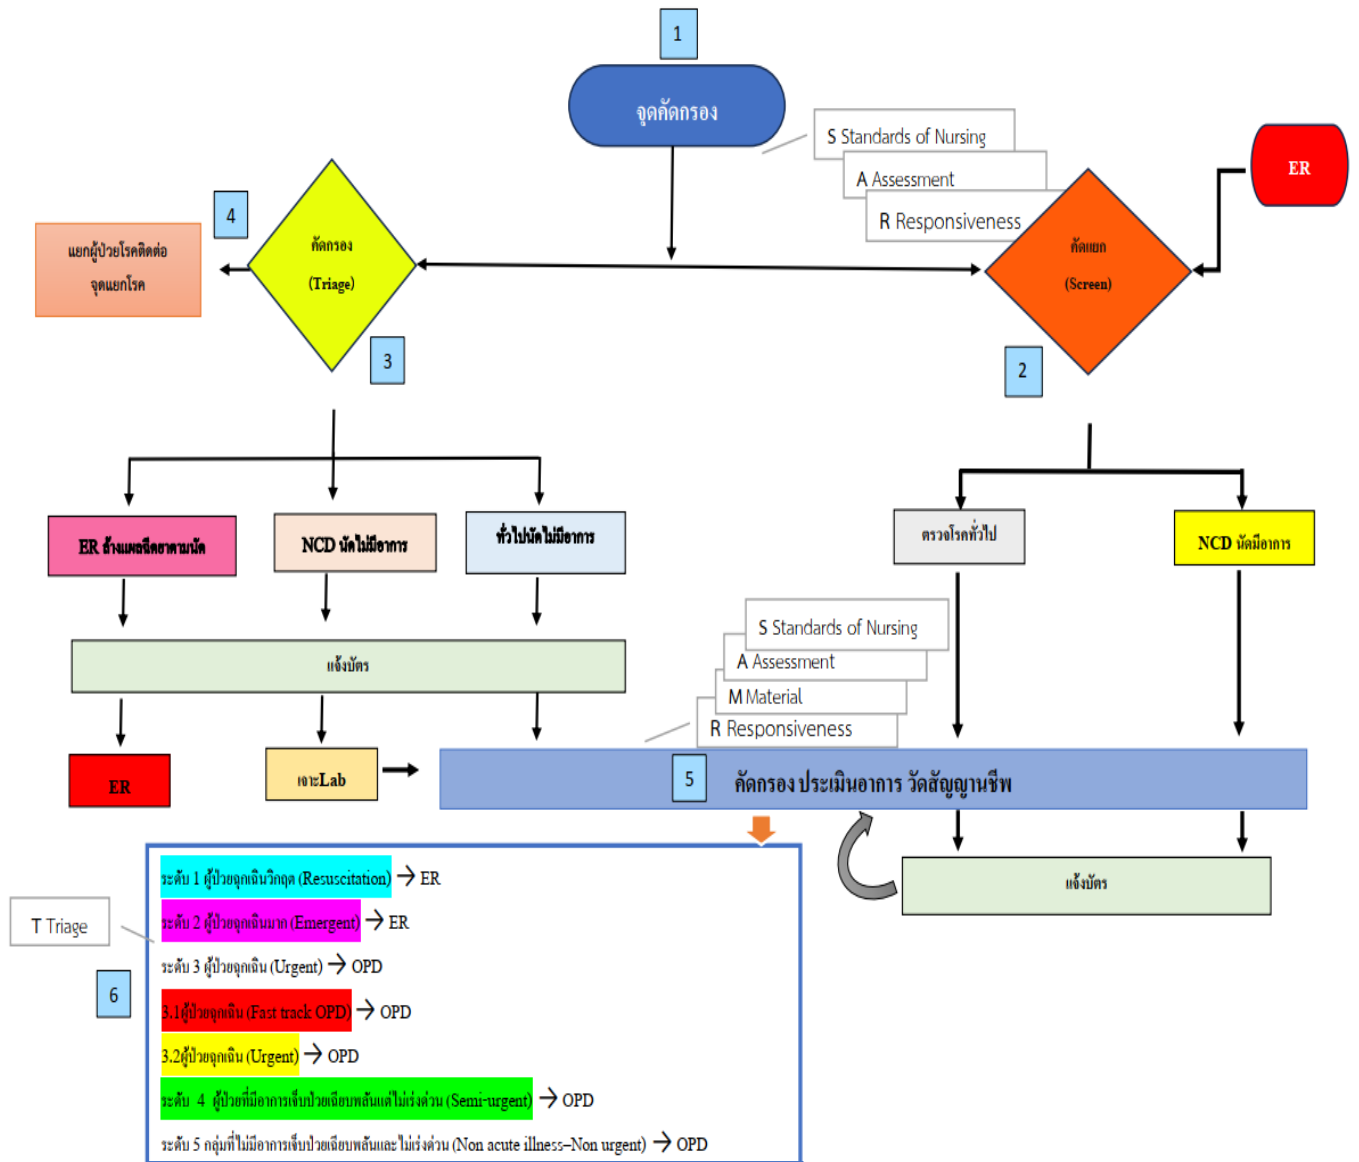 1
จุดคัดกรอง
S Standards of Nursing
A Assessment
R Responsiveness
ER
4
แยกผู้ป่วยโรคติดต่อ
จุดแยกโรค
คัดกรอง
(Triage)
คัดแยก
(Screen)
3
2
ER ล้างแผลฉีดยาตามนัด
NCD นัดไม่มีอาการ
ทั่วไปนัดไม่มีอาการ
ตรวจโรคทั่วไป
NCD นัดมีอาการ
แจ้งบัตร
S Standards of Nursing
A Assessment
M Material
R Responsiveness
ER
เจาะLab
5
คัดกรอง ประเมินอาการ วัดสัญญานชีพ
แจ้งบัตร
T Triage
6
ระดับ 1 ผู้ป่วยฉุกเฉินวิกฤต (Resuscitation) → ER
ระดับ 2 ผู้ป่วยฉุกเฉินมาก (Emergent) → ER
ระดับ 3 ผู้ป่วยฉุกเฉิน (Urgent) → OPD
3.1ผู้ป่วยฉุกเฉิน (Fast track OPD) → OPD
3.2ผู้ป่วยฉุกเฉิน (Urgent) → OPD
ระดับ 4 ผู้ป่วยที่มีอาการเจ็บป่วยเฉียบพลันแต่ไม่เร่งด่วน (Semi-urgent) → OPD
ระดับ 5 กลุ่มที่ไม่มีอาการเจ็บป่วยเฉียบพลันและไม่เร่งด่วน (Non acute illness–Non urgent) → OPD